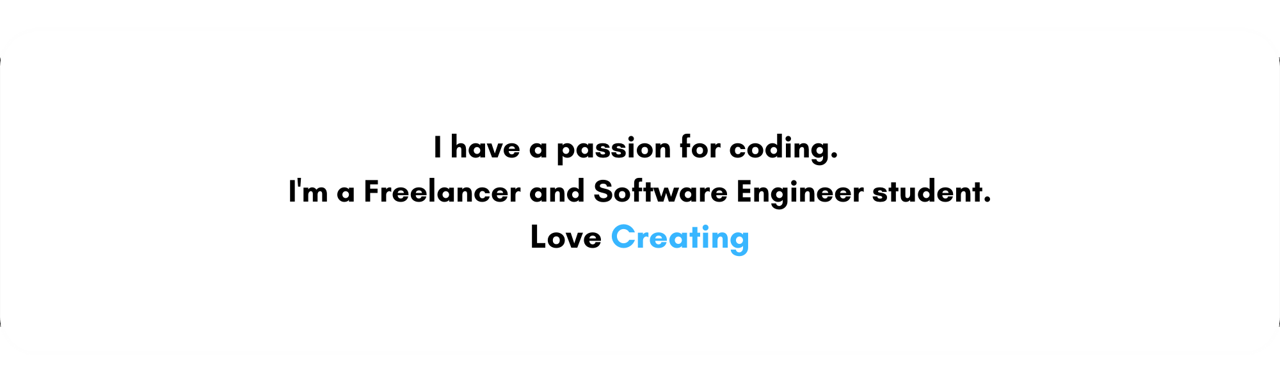 I have a passion for coding.
I'm a Freelancer and Software Engineer student.
Love Creating